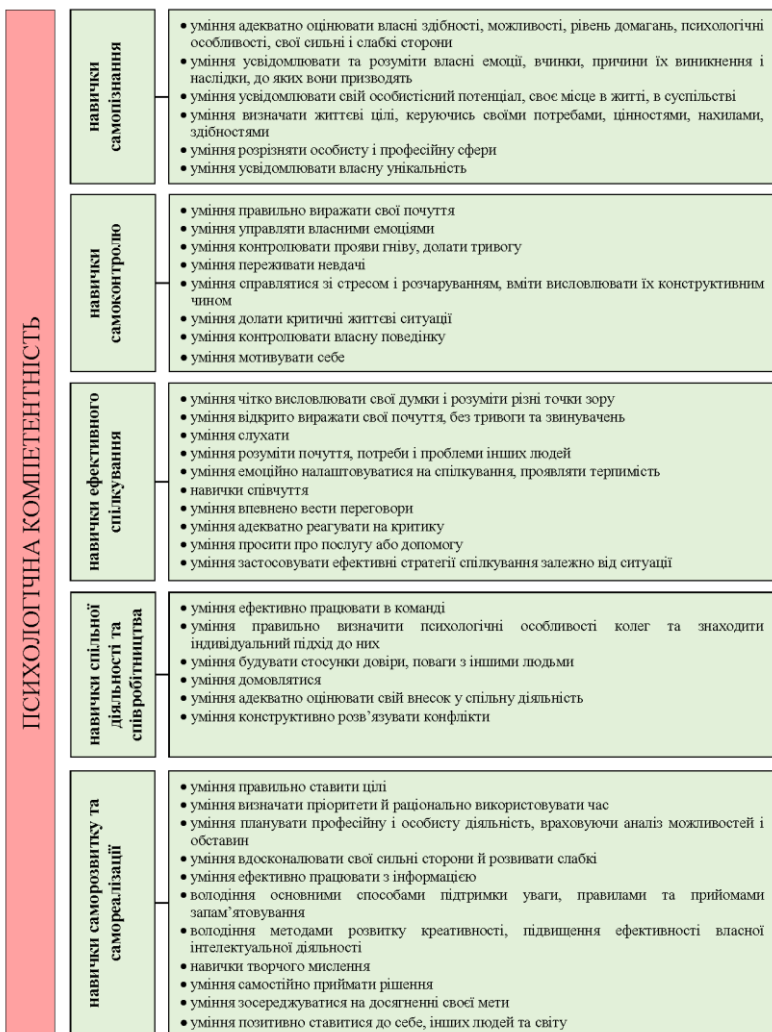 ПСИХОЛОГІЧНА КОМПЕТЕНТНІСТЬ
навички
самопізнання
• уміння адекватно оцінювати власні здібності, можливості, рівень домагань, психологічні
особливості, свої сильні і слабкі сторони
• уміння усвідомлювати та розуміти власні емоції, вчинки, причини їх виникнення і
наслідки, до яких вони призводять
• уміння усвідомлювати свій особистісний потенціал, своє місце в житті, в суспільстві
• уміння визначати життєві цілі, керуючись своїми потребами, цінностями, нахилами,
здібностями
• уміння розрізняти особисту і професійну сфери
• уміння усвідомлювати власну унікальність
навички
самоконтролю
• уміння правильно виражати свої почуття
• уміння управляти власними емоціями
• уміння контролювати прояви гніву, долати тривогу
• уміння переживати невдачі
• уміння справлятися зі стресом і розчаруванням, вміти висловлювати їх конструктивним
чином
• уміння долати критичні життєві ситуації
• уміння контролювати власну поведінку
• уміння мотивувати себе
навички ефективного
спілкування
• уміння чітко висловлювати свої думки і розуміти різні точки зору
• уміння відкрито виражати свої почуття, без тривоги та звинувачень
• уміння слухати
• уміння розуміти почуття, потреби і проблеми інших людей
• уміння емоційно налаштовуватися на спілкування, проявляти терпимість
• навички співчуття
• уміння впевнено вести переговори
• уміння адекватно реагувати на критику
• уміння просити про послугу або допомогу
• уміння застосовувати ефективні стратегії спілкування залежно від ситуації
навички спільної
діяльності та
співробітництва
• уміння ефективно працювати в команді
• уміння правильно визначити психологічні особливості колег та знаходити
індивідуальний підхід до них
• уміння будувати стосунки довіри, поваги з іншими людьми
• уміння домовлятися
• уміння адекватно оцінювати свій внесок у спільну діяльність
• уміння конструктивно розв’язувати конфлікти
навички саморозвитку та
самореалізації
• уміння правильно ставити цілі
• уміння визначати пріоритети й раціонально використовувати час
• уміння планувати професійну і особисту діяльність, враховуючи аналіз можливостей і
обставин
• уміння вдосконалювати свої сильні сторони й розвивати слабкі
• уміння ефективно працювати з інформацією
• володіння основними способами підтримки уваги, правилами та прийомами
запам’ятовування
• володіння методами розвитку креативності, підвищення ефективності власної
інтелектуальної діяльності
• навички творчого мислення
• уміння самостійно приймати рішення
• уміння зосереджуватися на досягненні своєї мети
• уміння позитивно ставитися до себе, інших людей та світу